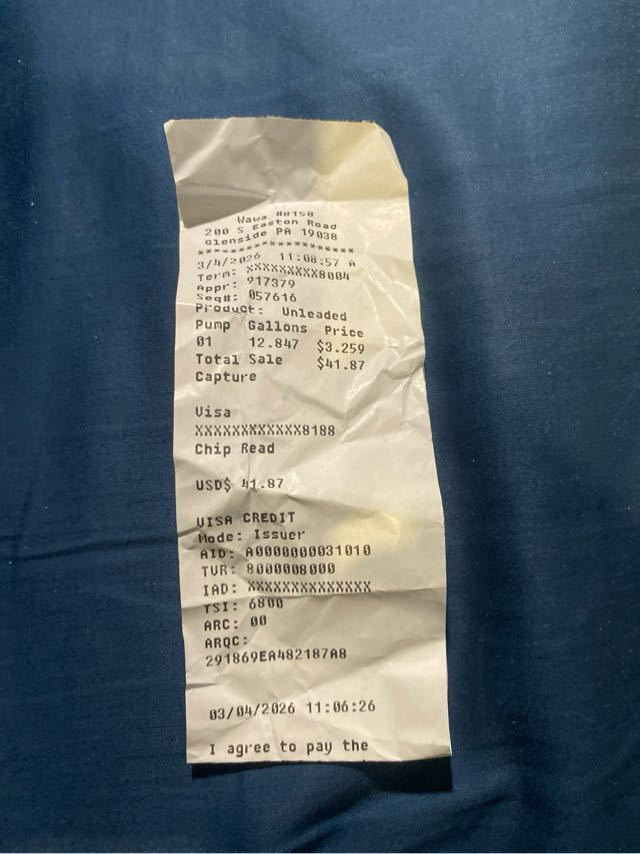 Wawa #8158
200 S Easton Road
Glenside PA 19038
********************
3/4/2026 11:08:57 A
Term: XXXXXXXXX8004
Appr: 917379
Seq#: 057616
Product: Unleaded
Pump Gallons Price
01 12.847 $3.259
Total Sale $41.87
Capture
Visa
XXXXXXXXXXXX8188
Chip Read
USD$ 41.87
VISA CREDIT
Mode: Issuer
AID: A0000000031010
TVR: 8000008000
IAD: XXXXXXXXXXXXXX
TSI: 6800
ARC: 00
ARQC:
291869EA482187A8
03/04/2026 11:06:26
I agree to pay the